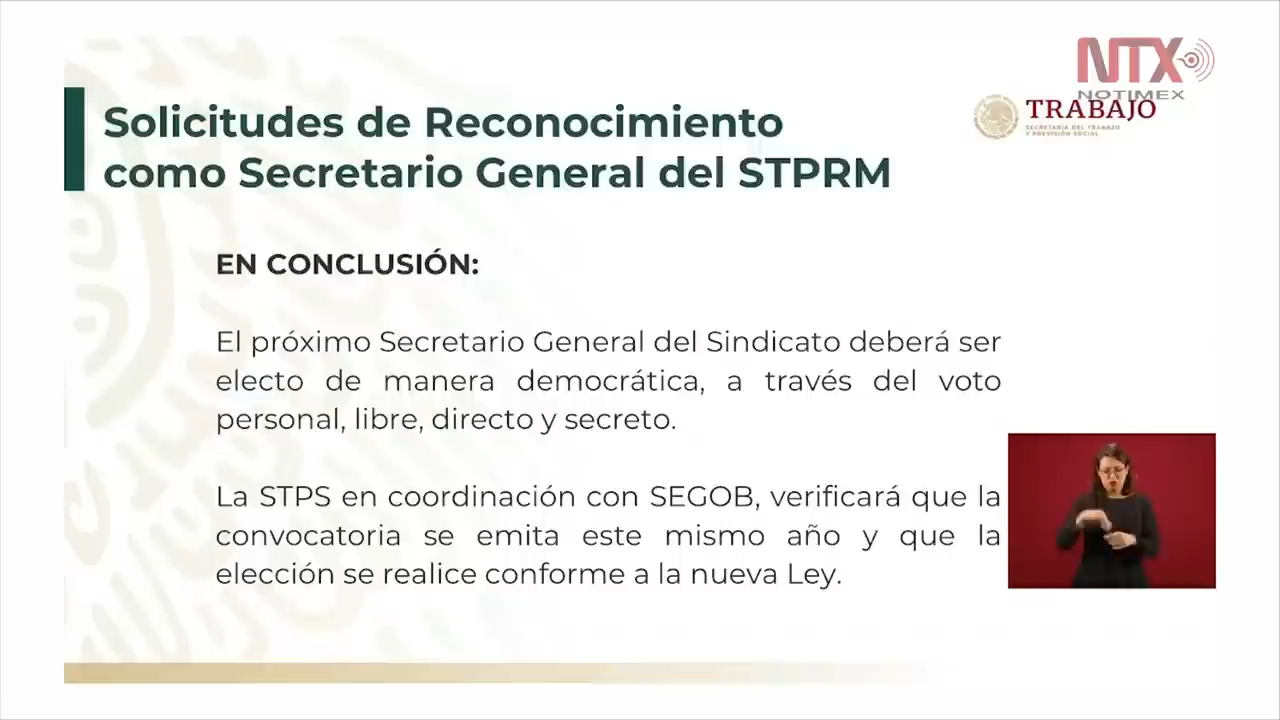 NTX
NOTIMEX
TRABAJO
SECRETARÍA DEL TRABAJO
Y PREVISIÓN SOCIAL
Solicitudes de Reconocimiento
como Secretario General del STPRM
EN CONCLUSIÓN:
El próximo Secretario General del Sindicato deberá ser
electo de manera democrática, a través del voto
personal, libre, directo y secreto.
La STPS en coordinación con SEGOB, verificará que la
convocatoria se emita este mismo año y que la
elección se realice conforme a la nueva Ley.